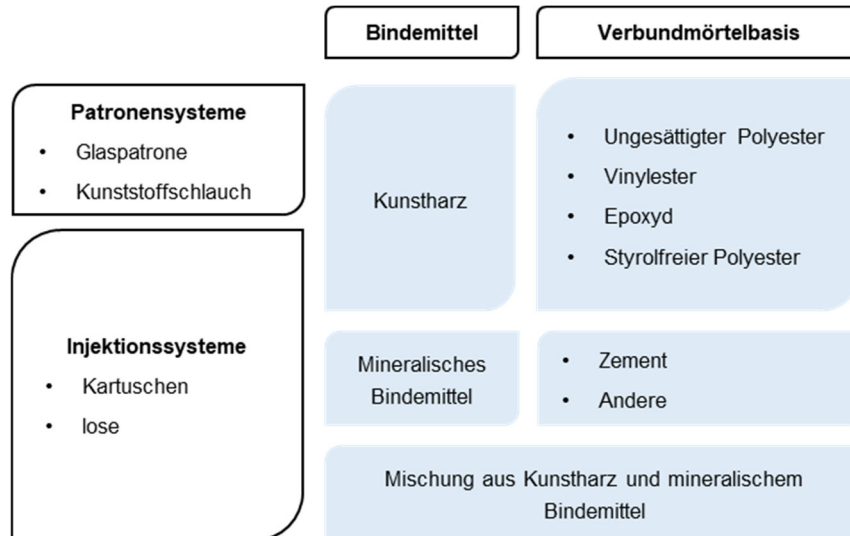 Bindemittel
Verbundmörtelbasis
Patronensysteme
• Glaspatrone
• Kunststoffschlauch
Kunstharz
• Ungesättigter Polyester
• Vinylester
• Epoxyd
• Styrolfreier Polyester
Injektionssysteme
• Kartuschen
• lose
Mineralisches
Bindemittel
• Zement
• Andere
Mischung aus Kunstharz und mineralischem
Bindemittel